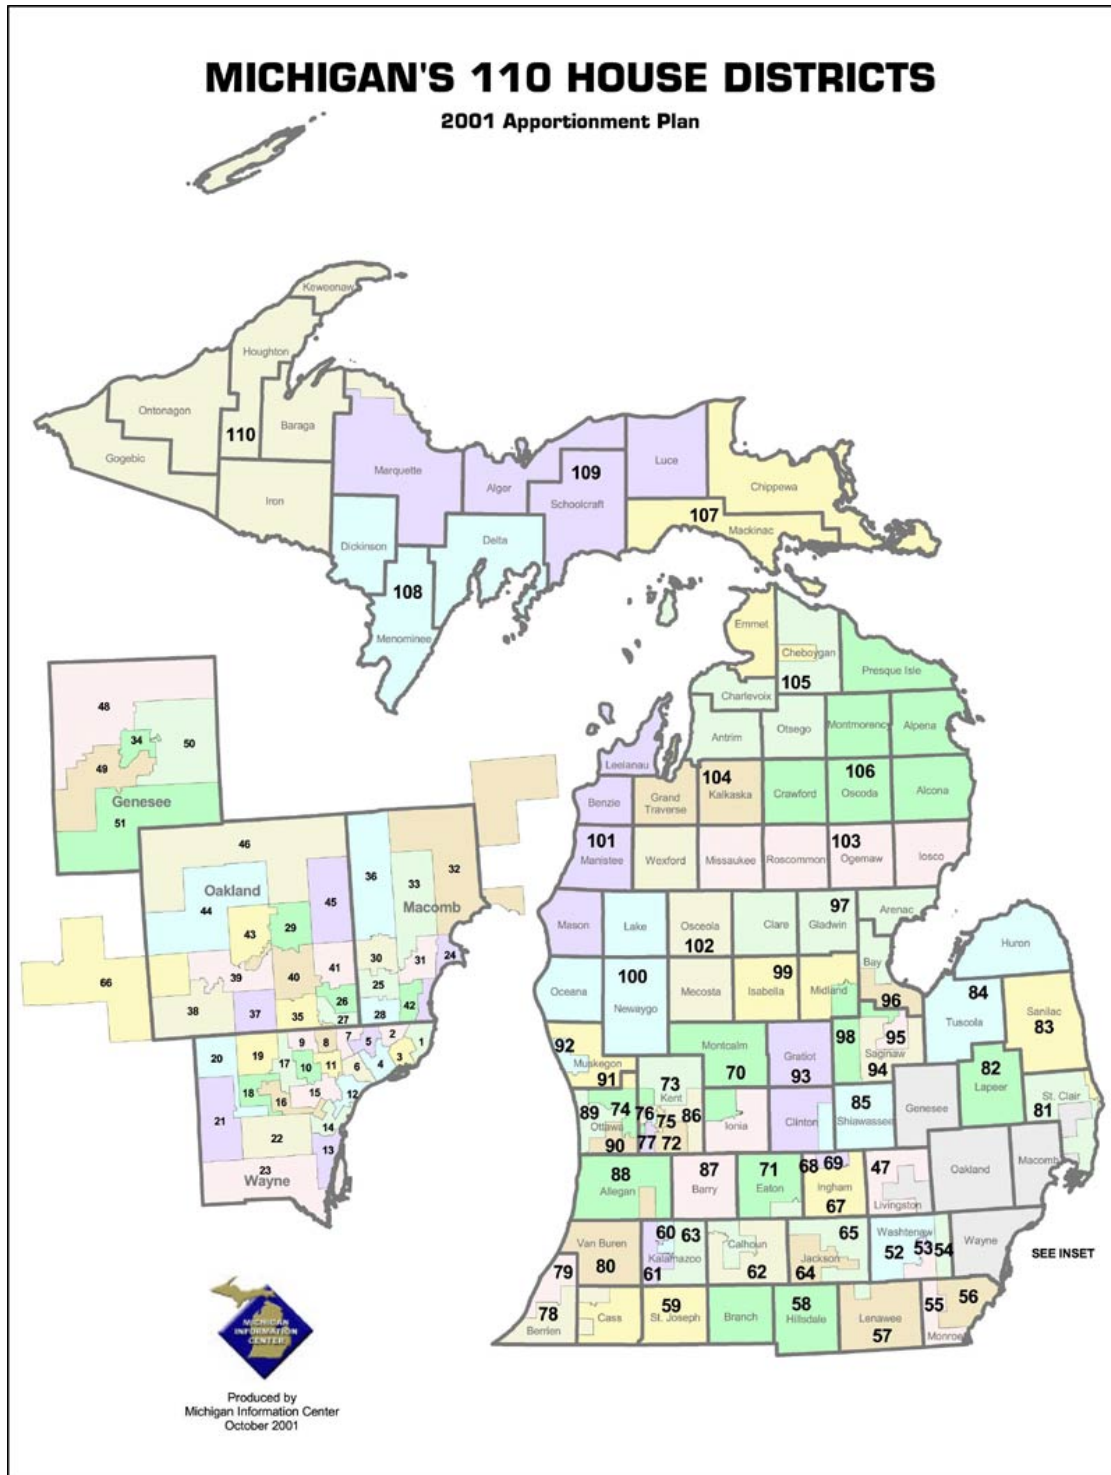 MICHIGAN'S 110 HOUSE DISTRICTS
2001 Apportionment Plan
Keweenaw
Houghton
Ontonagon
Baraga
110
Gogebic
Iron
Marquette
Alger
109
Schoolcraft
Luce
Chippewa
107
Mackinac
Dickinson
Delta
108
Menominee
Emmet
Cheboygan
105
Presque Isle
Charlevoix
Antrim
Otsego
Montmorency
Alpena
Leelanau
Benzie
Grand
Traverse
104
Kalkaska
Crawford
106
Oscoda
Alcona
101
Manistee
Wexford
Missaukee
Roscommon
103
Ogemaw
Iosco
Mason
Lake
Osceola
102
Clare
97
Gladwin
Arenac
Huron
Oceana
100
Newaygo
Mecosta
99
Isabella
Midland
Bay
96
84
Tuscola
Sanilac
83
92
Muskegon
91
Montcalm
70
Gratiot
93
98
95
Saginaw
94
82
Lapeer
73
Kent
89
74
76
75
86
Ottawa
90
77
72
Ionia
Clinton
85
Shiawassee
Genesee
St. Clair
81
88
Allegan
87
Barry
71
Eaton
68
69
Ingham
67
47
Livingston
Oakland
Macomb
Van Buren
80
60
63
Kalamazoo
61
Calhoun
62
65
Jackson
64
Washtenaw
52
53
54
Wayne
SEE INSET
79
78
Berrien
Cass
59
St. Joseph
Branch
58
Hillsdale
Lenawee
57
55
56
Monroe
48
34
50
49
Genesee
51
46
Oakland
44
45
43
29
39
40
41
38
37
35
26
27
36
33
32
Macomb
30
31
24
25
28
42
66
20
19
17
9
8
7
5
2
1
10
11
6
4
3
18
16
15
12
21
22
14
13
23
Wayne
MICHIGAN
INFORMATION
CENTER
Produced by
Michigan Information Center
October 2001